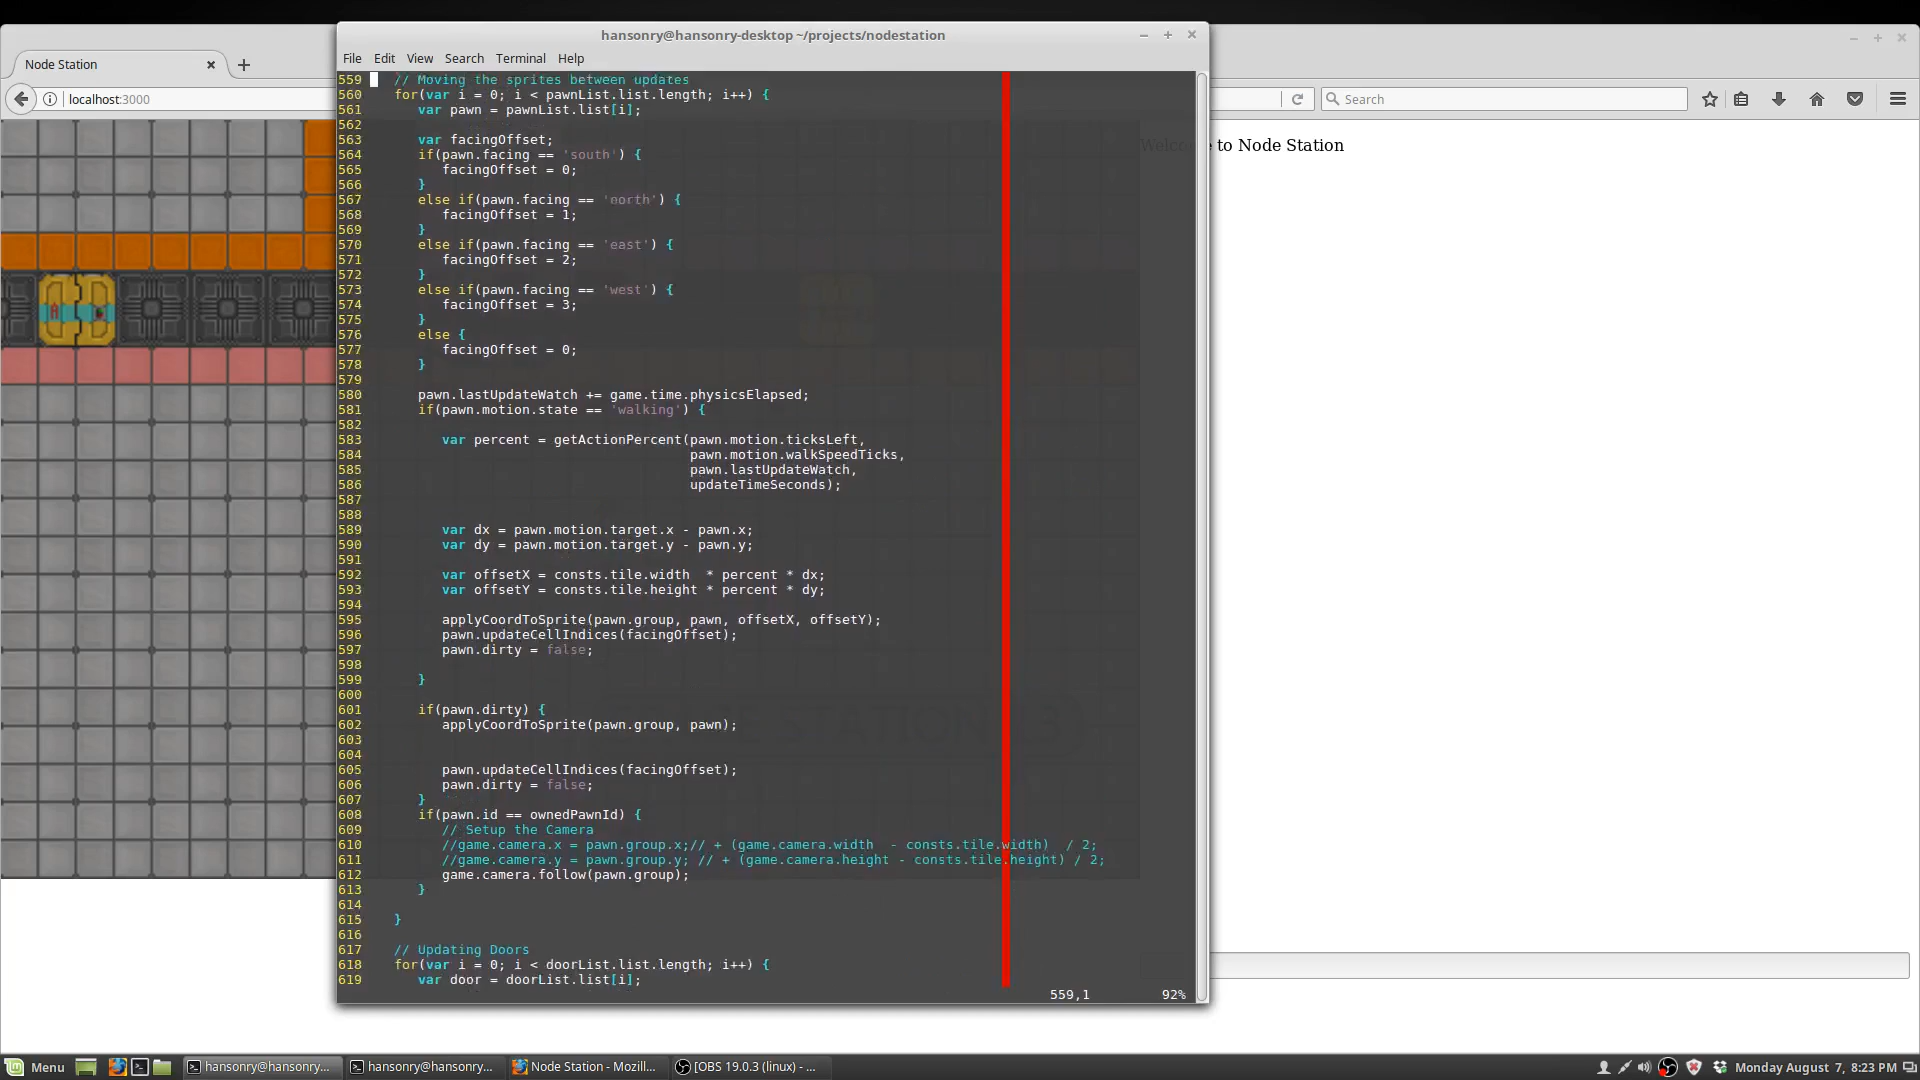 hansonry@hansonry-desktop ~/projects/nodestation
File Edit View Search Terminal Help
Node Station
localhost:3000
Search
Welcome to Node Station
559 // Moving the sprites between updates
560 for(var i = 0; i < pawnList.list.length; i++) {
561 var pawn = pawnList.list[i];
562
563 var facingOffset;
564 if(pawn.facing == 'south') {
565 facingOffset = 0;
566 }
567 else if(pawn.facing == 'north') {
568 facingOffset = 1;
569 }
570 else if(pawn.facing == 'east') {
571 facingOffset = 2;
572 }
573 else if(pawn.facing == 'west') {
574 facingOffset = 3;
575 }
576 else {
577 facingOffset = 0;
578 }
579
580 pawn.lastUpdateWatch += game.time.physicsElapsed;
581 if(pawn.motion.state == 'walking') {
582
583 var percent = getActionPercent(pawn.motion.ticksLeft,
584 pawn.motion.walkSpeedTicks,
585 pawn.lastUpdateWatch,
586 updateTimeSeconds);
587
588
589 var dx = pawn.motion.target.x - pawn.x;
590 var dy = pawn.motion.target.y - pawn.y;
591
592 var offsetX = consts.tile.width  * percent * dx;
593 var offsetY = consts.tile.height * percent * dy;
594
595 applyCoordToSprite(pawn.group, pawn, offsetX, offsetY);
596 pawn.updateCellIndices(facingOffset);
597 pawn.dirty = false;
598
599 }
600
601 if(pawn.dirty) {
602 applyCoordToSprite(pawn.group, pawn);
603
604
605 pawn.updateCellIndices(facingOffset);
606 pawn.dirty = false;
607 }
608 if(pawn.id == ownedPawnId) {
609 // Setup the Camera
610 //game.camera.x = pawn.group.x;// + (game.camera.width  - consts.tile.width)  / 2;
611 //game.camera.y = pawn.group.y; // + (game.camera.height - consts.tile.height) / 2;
612 game.camera.follow(pawn.group);
613 }
614
615 }
616
617 // Updating Doors
618 for(var i = 0; i < doorList.list.length; i++) {
619 var door = doorList.list[i];
559,1 92%
Menu hansonry@hansonry... hansonry@hansonry... Node Station - Mozill... [OBS 19.0.3 (linux) - ... Monday August 7, 8:23 PM